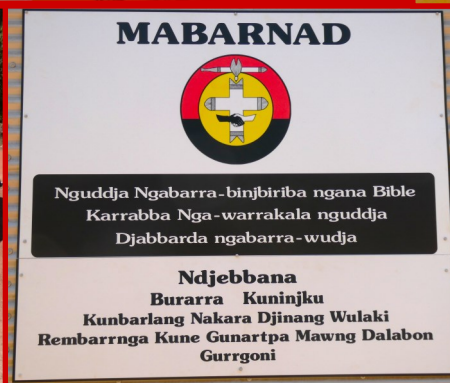 MABARNAD
Nguddja Ngabarra-binjbiriba ngana Bible
Karrabba Nga-warrakala nguddja
Djabbarda ngabarra-wudja
Ndjebbana
Burarra Kuninjku
Kunbarlang Nakara Djinang Wulaki
Rembarrnga Kune Gunartpa Mawng Dalabon
Gurrgoni